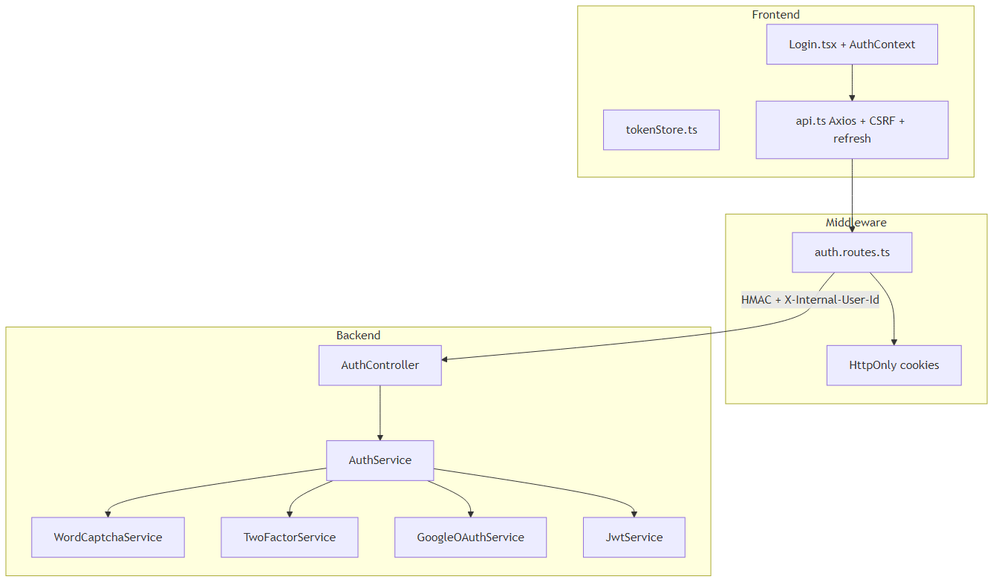 Frontend
Login.tsx + AuthContext
tokenStore.ts
api.ts Axios + CSRF +
refresh
Middleware
auth.routes.ts
HMAC + X-Internal-User-Id
HttpOnly cookies
Backend
AuthController
AuthService
WordCaptchaService
TwoFactorService
GoogleOAuthService
JwtService